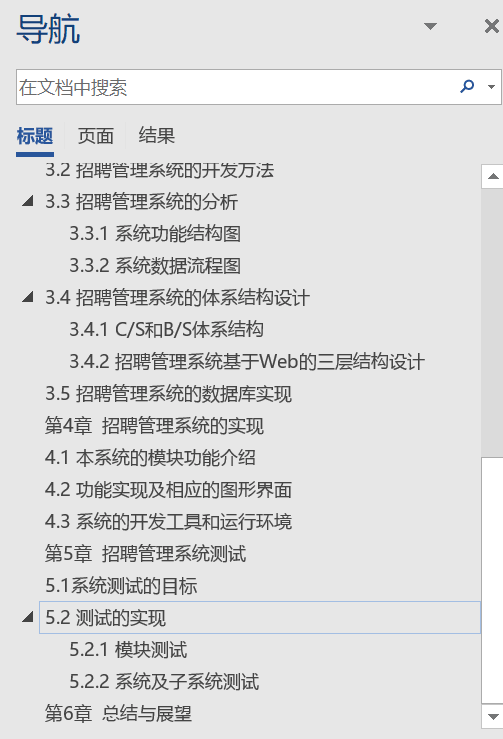 导航
在文档中搜索
标题 页面 结果
3.2 招聘管理系统的开发方法
3.3 招聘管理系统的分析
3.3.1 系统功能结构图
3.3.2 系统数据流程图
3.4 招聘管理系统的体系结构设计
3.4.1 C/S和B/S体系结构
3.4.2 招聘管理系统基于Web的三层结构设计
3.5 招聘管理系统的数据库实现
第4章 招聘管理系统的实现
4.1 本系统的模块功能介绍
4.2 功能实现及相应的图形界面
4.3 系统的开发工具和运行环境
第5章 招聘管理系统测试
5.1系统测试的目标
5.2 测试的实现
5.2.1 模块测试
5.2.2 系统及子系统测试
第6章 总结与展望